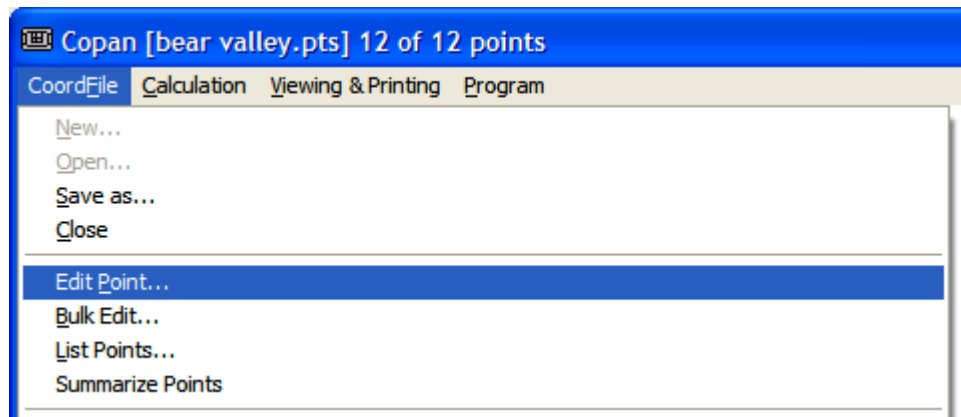 Copan [bear valley.pts] 12 of 12 points
CoordFile Calculation Viewing & Printing Program
New...
Open...
Save as...
Close
Edit Point...
Bulk Edit...
List Points...
Summarize Points